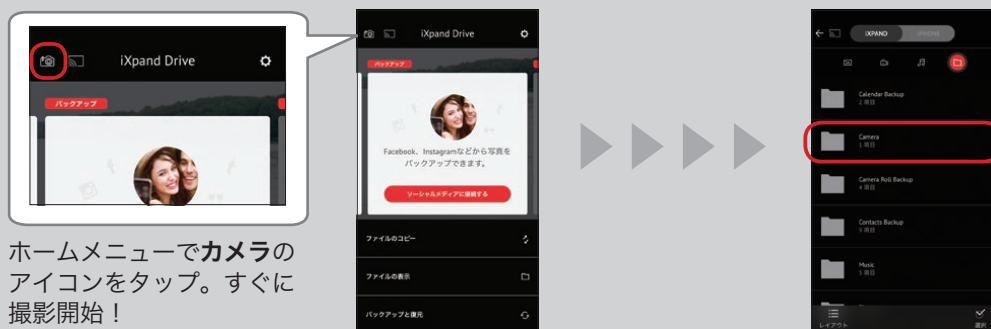 iXpand Drive
バックアップ
ホームメニューでカメラの
アイコンをタップ。すぐに
撮影開始！
iXpand Drive
バックアップ
Facebook、Instagramなどから写真を
バックアップできます。
ソーシャルメディアに接続する
ファイルのコピー
ファイルの表示
バックアップと復元
iXPAND
IPHONE
Calendar Backup
2 項目
Camera
1 項目
Camera Roll Backup
4 項目
Contacts Backup
9 項目
Music
5 項目
レイアウト
選択